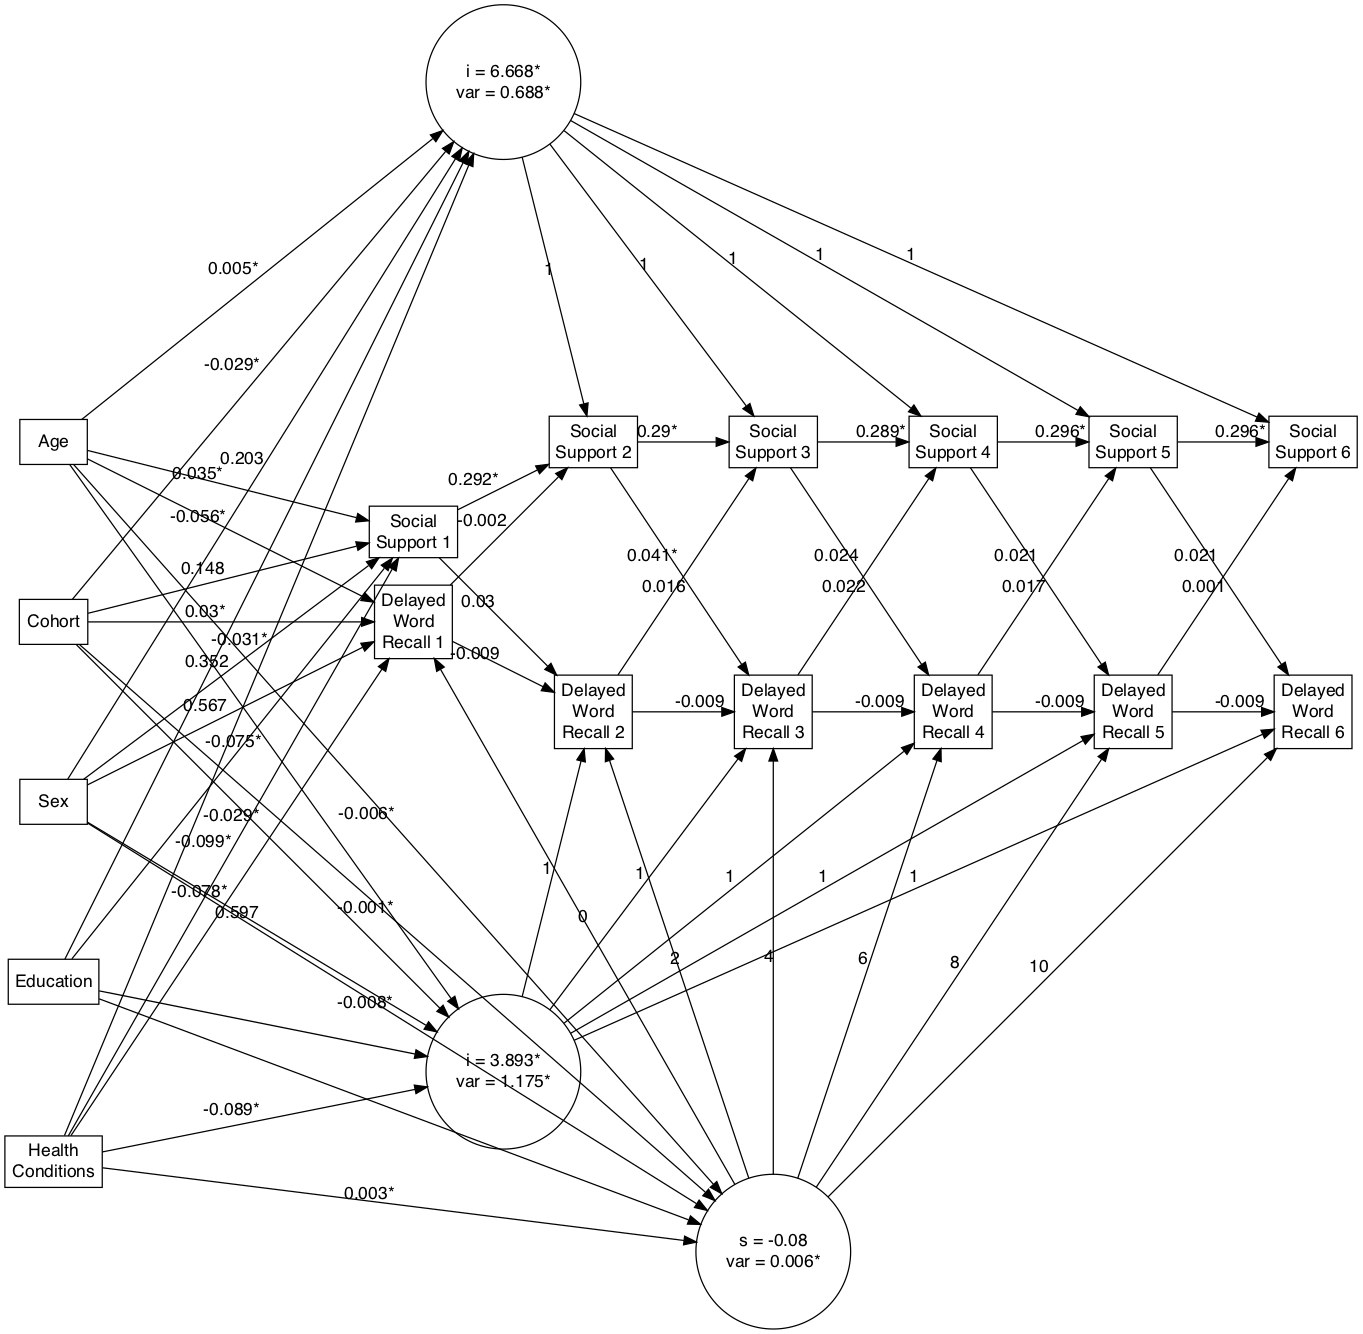 i = 6.668*
var = 0.688*
0.005*
1
1
1
1
1
-0.029*
Age
Social
Support 2
0.29*
Social
Support 3
0.289*
Social
Support 4
0.296*
Social
Support 5
0.296*
Social
Support 6
0.203
0.035*
0.292*
-0.056*
Social
Support 1
-0.002
0.148
0.041*
0.024
0.021
0.021
0.016
0.022
0.017
0.001
Cohort
0.03*
Delayed
Word
Recall 1
0.03
-0.031*
0.352
-0.009
0.567
Delayed
Word
Recall 2
-0.009
Delayed
Word
Recall 3
-0.009
Delayed
Word
Recall 4
-0.009
Delayed
Word
Recall 5
-0.009
Delayed
Word
Recall 6
-0.075*
Sex
-0.029*
-0.006*
-0.099*
-0.078*
0.597
-0.001*
1
1
1
1
1
0
2
4
6
8
10
Education
-0.008*
i = 3.893*
var = 1.175*
-0.089*
Health
Conditions
0.003*
s = -0.08
var = 0.006*